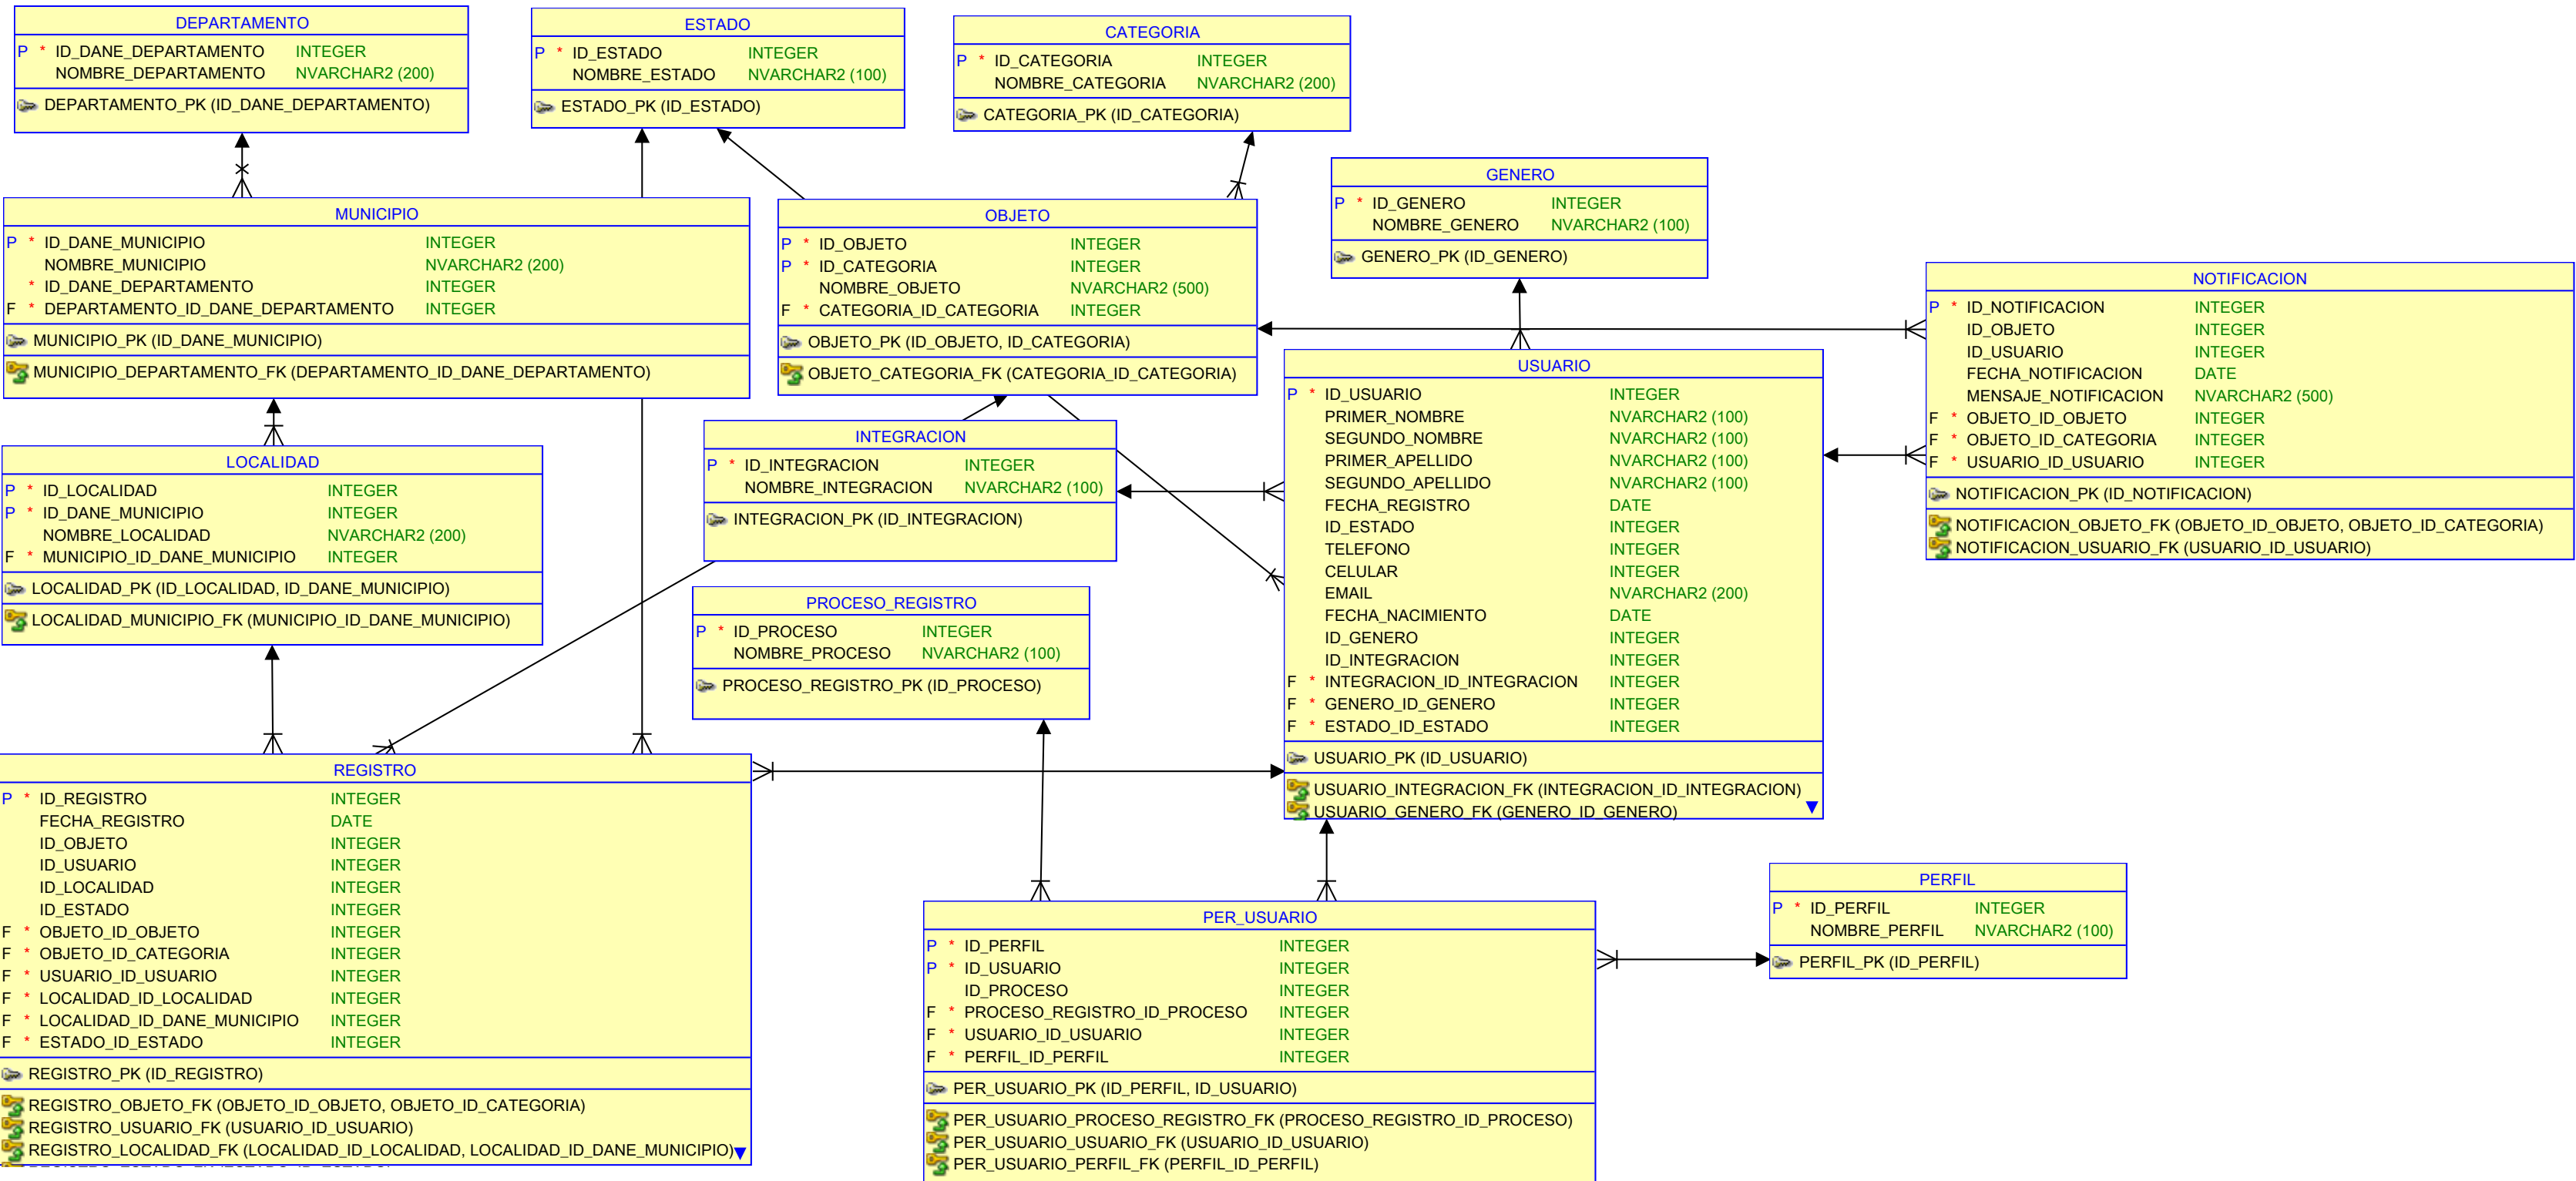 DEPARTAMENTO
P * ID_DANE_DEPARTAMENTO INTEGER
NOMBRE_DEPARTAMENTO NVARCHAR2 (200)
DEPARTAMENTO_PK (ID_DANE_DEPARTAMENTO)
ESTADO
P * ID_ESTADO INTEGER
NOMBRE_ESTADO NVARCHAR2 (100)
ESTADO_PK (ID_ESTADO)
CATEGORIA
P * ID_CATEGORIA INTEGER
NOMBRE_CATEGORIA NVARCHAR2 (200)
CATEGORIA_PK (ID_CATEGORIA)
GENERO
P * ID_GENERO INTEGER
NOMBRE_GENERO NVARCHAR2 (100)
GENERO_PK (ID_GENERO)
MUNICIPIO
P * ID_DANE_MUNICIPIO INTEGER
NOMBRE_MUNICIPIO NVARCHAR2 (200)
* ID_DANE_DEPARTAMENTO INTEGER
F * DEPARTAMENTO_ID_DANE_DEPARTAMENTO INTEGER
MUNICIPIO_PK (ID_DANE_MUNICIPIO)
MUNICIPIO_DEPARTAMENTO_FK (DEPARTAMENTO_ID_DANE_DEPARTAMENTO)
OBJETO
P * ID_OBJETO INTEGER
P * ID_CATEGORIA INTEGER
NOMBRE_OBJETO NVARCHAR2 (500)
F * CATEGORIA_ID_CATEGORIA INTEGER
OBJETO_PK (ID_OBJETO, ID_CATEGORIA)
OBJETO_CATEGORIA_FK (CATEGORIA_ID_CATEGORIA)
NOTIFICACION
P * ID_NOTIFICACION INTEGER
ID_OBJETO INTEGER
ID_USUARIO INTEGER
FECHA_NOTIFICACION DATE
MENSAJE_NOTIFICACION NVARCHAR2 (500)
F * OBJETO_ID_OBJETO INTEGER
F * OBJETO_ID_CATEGORIA INTEGER
F * USUARIO_ID_USUARIO INTEGER
NOTIFICACION_PK (ID_NOTIFICACION)
NOTIFICACION_OBJETO_FK (OBJETO_ID_OBJETO, OBJETO_ID_CATEGORIA)
NOTIFICACION_USUARIO_FK (USUARIO_ID_USUARIO)
USUARIO
P * ID_USUARIO INTEGER
PRIMER_NOMBRE NVARCHAR2 (100)
SEGUNDO_NOMBRE NVARCHAR2 (100)
PRIMER_APELLIDO NVARCHAR2 (100)
SEGUNDO_APELLIDO NVARCHAR2 (100)
FECHA_REGISTRO DATE
ID_ESTADO INTEGER
TELEFONO INTEGER
CELULAR INTEGER
EMAIL NVARCHAR2 (200)
FECHA_NACIMIENTO DATE
ID_GENERO INTEGER
ID_INTEGRACION INTEGER
F * INTEGRACION_ID_INTEGRACION INTEGER
F * GENERO_ID_GENERO INTEGER
F * ESTADO_ID_ESTADO INTEGER
USUARIO_PK (ID_USUARIO)
USUARIO_INTEGRACION_FK (INTEGRACION_ID_INTEGRACION)
USUARIO_GENERO_FK (GENERO_ID_GENERO)
INTEGRACION
P * ID_INTEGRACION INTEGER
NOMBRE_INTEGRACION NVARCHAR2 (100)
INTEGRACION_PK (ID_INTEGRACION)
LOCALIDAD
P * ID_LOCALIDAD INTEGER
P * ID_DANE_MUNICIPIO INTEGER
NOMBRE_LOCALIDAD NVARCHAR2 (200)
F * MUNICIPIO_ID_DANE_MUNICIPIO INTEGER
LOCALIDAD_PK (ID_LOCALIDAD, ID_DANE_MUNICIPIO)
LOCALIDAD_MUNICIPIO_FK (MUNICIPIO_ID_DANE_MUNICIPIO)
PROCESO_REGISTRO
P * ID_PROCESO INTEGER
NOMBRE_PROCESO NVARCHAR2 (100)
PROCESO_REGISTRO_PK (ID_PROCESO)
REGISTRO
P * ID_REGISTRO INTEGER
FECHA_REGISTRO DATE
ID_OBJETO INTEGER
ID_USUARIO INTEGER
ID_LOCALIDAD INTEGER
ID_ESTADO INTEGER
F * OBJETO_ID_OBJETO INTEGER
F * OBJETO_ID_CATEGORIA INTEGER
F * USUARIO_ID_USUARIO INTEGER
F * LOCALIDAD_ID_LOCALIDAD INTEGER
F * LOCALIDAD_ID_DANE_MUNICIPIO INTEGER
F * ESTADO_ID_ESTADO INTEGER
REGISTRO_PK (ID_REGISTRO)
REGISTRO_OBJETO_FK (OBJETO_ID_OBJETO, OBJETO_ID_CATEGORIA)
REGISTRO_USUARIO_FK (USUARIO_ID_USUARIO)
REGISTRO_LOCALIDAD_FK (LOCALIDAD_ID_LOCALIDAD, LOCALIDAD_ID_DANE_MUNICIPIO)
PER_USUARIO
P * ID_PERFIL INTEGER
P * ID_USUARIO INTEGER
ID_PROCESO INTEGER
F * PROCESO_REGISTRO_ID_PROCESO INTEGER
F * USUARIO_ID_USUARIO INTEGER
F * PERFIL_ID_PERFIL INTEGER
PER_USUARIO_PK (ID_PERFIL, ID_USUARIO)
PER_USUARIO_PROCESO_REGISTRO_FK (PROCESO_REGISTRO_ID_PROCESO)
PER_USUARIO_USUARIO_FK (USUARIO_ID_USUARIO)
PER_USUARIO_PERFIL_FK (PERFIL_ID_PERFIL)
PERFIL
P * ID_PERFIL INTEGER
NOMBRE_PERFIL NVARCHAR2 (100)
PERFIL_PK (ID_PERFIL)